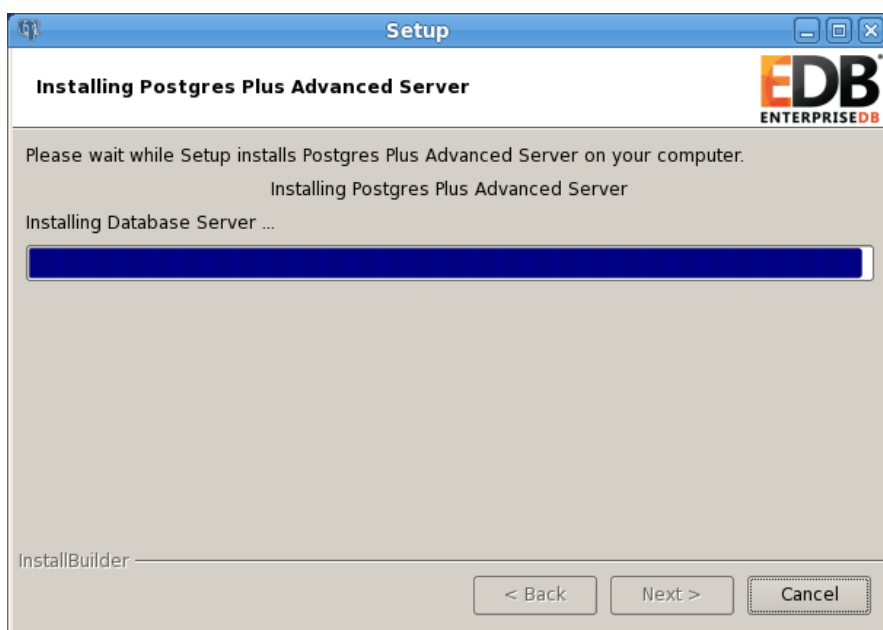 Setup
Installing Postgres Plus Advanced Server
EDB
ENTERPRISEDB
Please wait while Setup installs Postgres Plus Advanced Server on your computer.
Installing Postgres Plus Advanced Server
Installing Database Server ...
InstallBuilder
< Back
Next >
Cancel